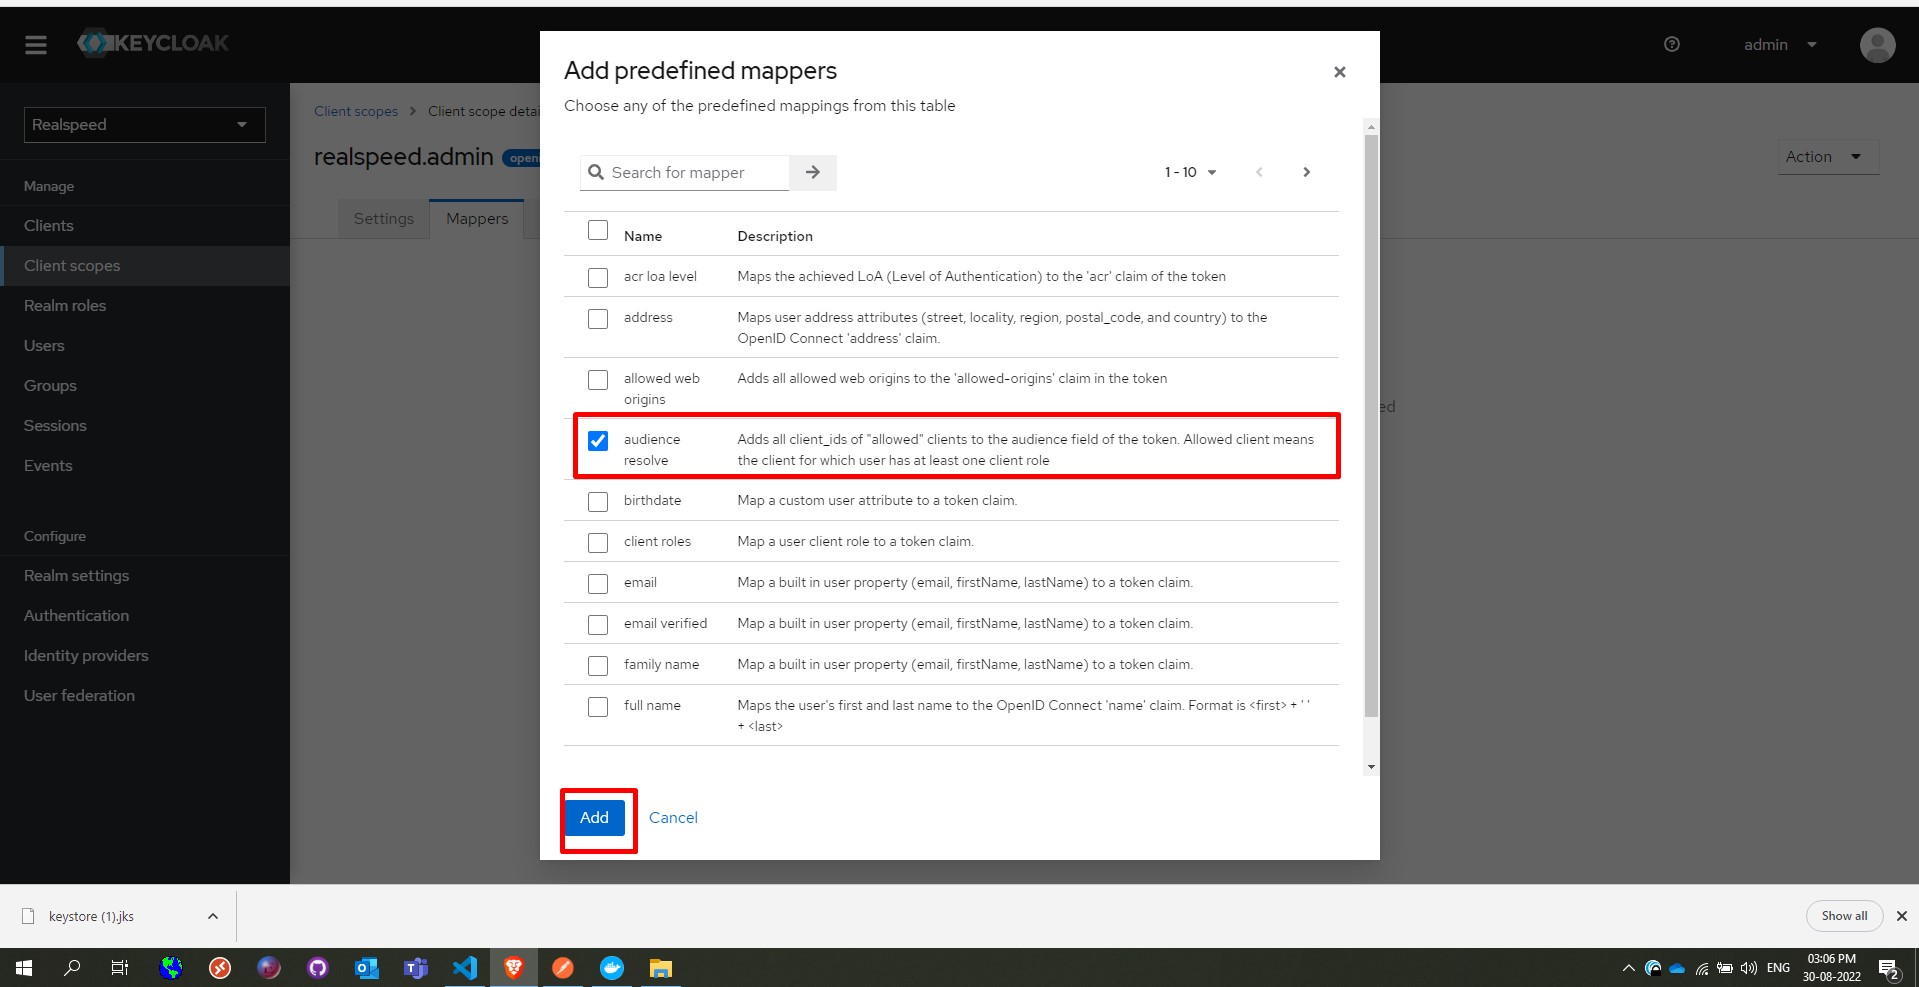 KEYCLOAK
admin
Realspeed
Manage
Clients
Client scopes
Realm roles
Users
Groups
Sessions
Events
Configure
Realm settings
Authentication
Identity providers
User federation
Client scopes > Client scope detai
realspeed.admin openi
Action
Settings Mappers
ed
Add predefined mappers
Choose any of the predefined mappings from this table
Search for mapper
1 - 10
Name Description
acr loa level Maps the achieved LoA (Level of Authentication) to the 'acr' claim of the token
address Maps user address attributes (street, locality, region, postal_code, and country) to the
OpenID Connect 'address' claim.
allowed web Adds all allowed web origins to the 'allowed-origins' claim in the token
origins
audience Adds all client_ids of "allowed" clients to the audience field of the token. Allowed client means
resolve the client for which user has at least one client role
birthdate Map a custom user attribute to a token claim.
client roles Map a user client role to a token claim.
email Map a built in user property (email, firstName, lastName) to a token claim.
email verified Map a built in user property (email, firstName, lastName) to a token claim.
family name Map a built in user property (email, firstName, lastName) to a token claim.
full name Maps the user's first and last name to the OpenID Connect 'name' claim. Format is <first> + ' '
+ <last>
Add Cancel
keystore (1).jks
Show all
ENG
03:06 PM
30-08-2022
2